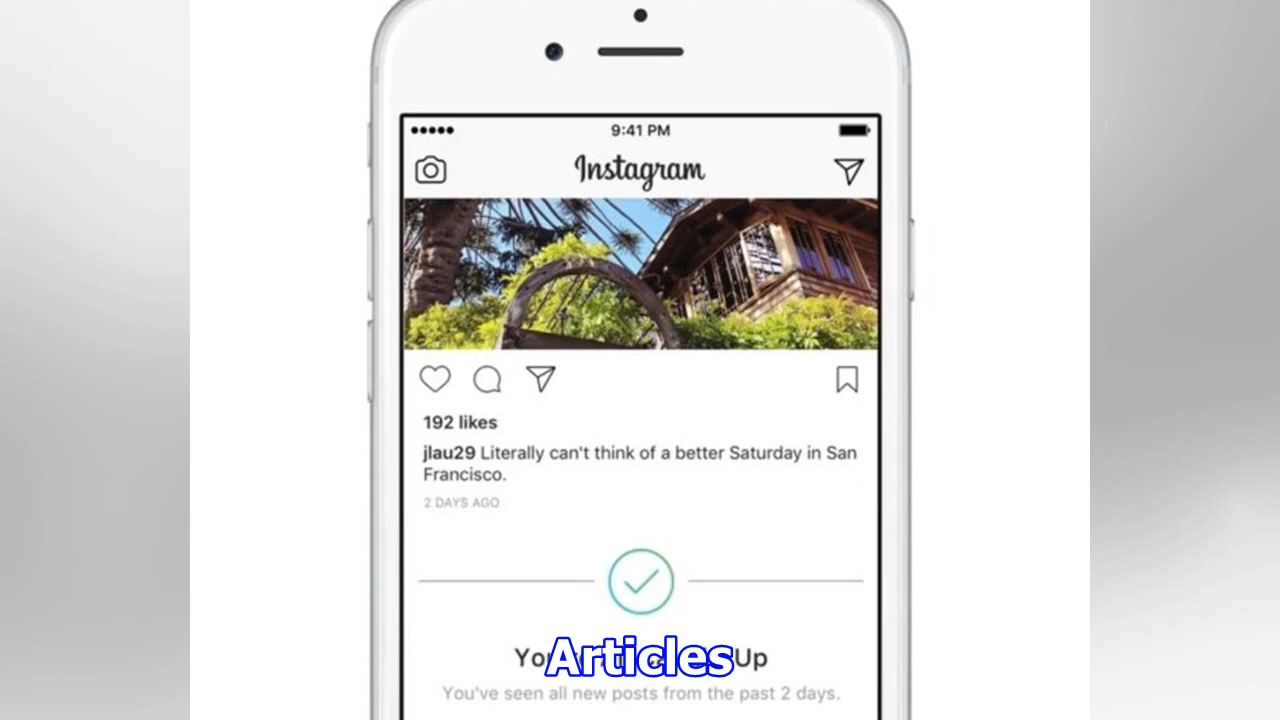 9:41 PM
Instagram
192 likes
jlau29 Literally can't think of a better Saturday in San
Francisco.
2 DAYS AGO
Articles
Up
You've seen all new posts from the past 2 days.